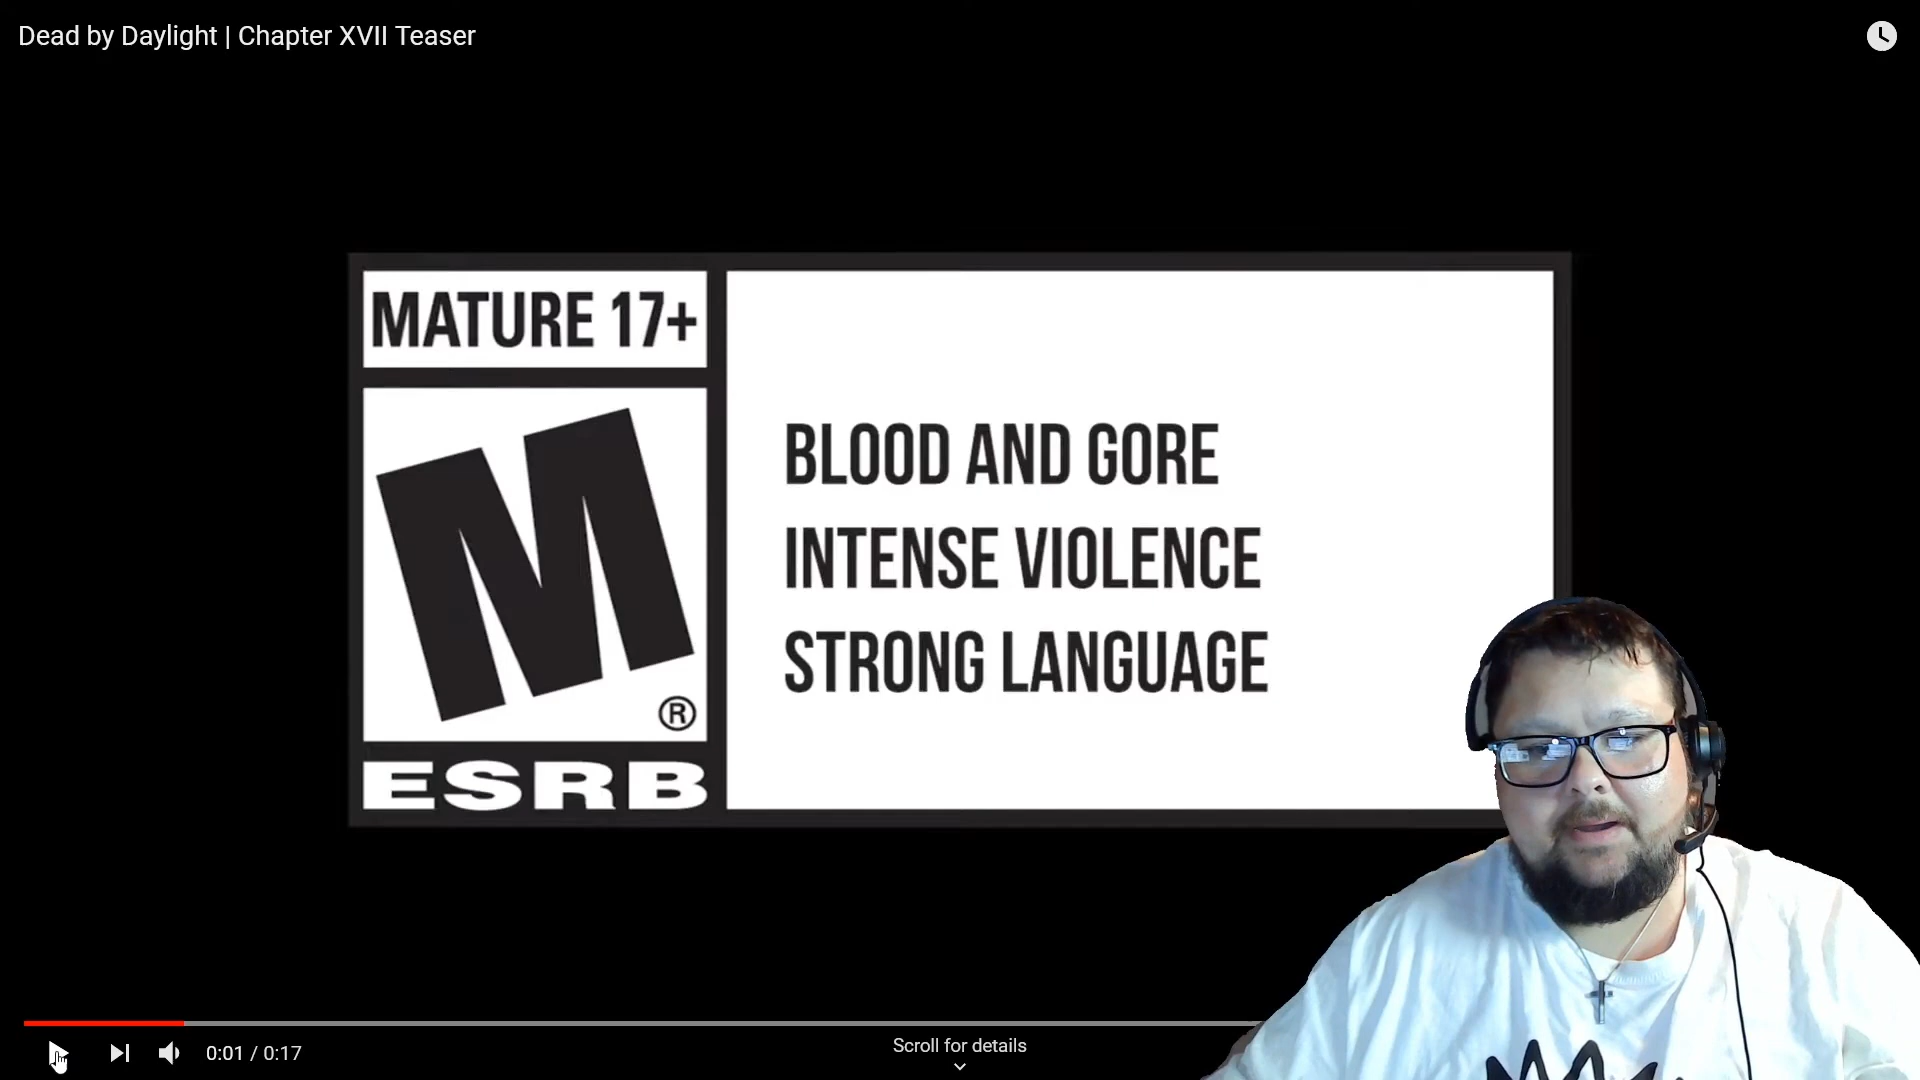 Dead by Daylight | Chapter XVII Teaser
MATURE 17+
M
®
ESRB
BLOOD AND GORE
INTENSE VIOLENCE
STRONG LANGUAGE
0:01 / 0:17
Scroll for details